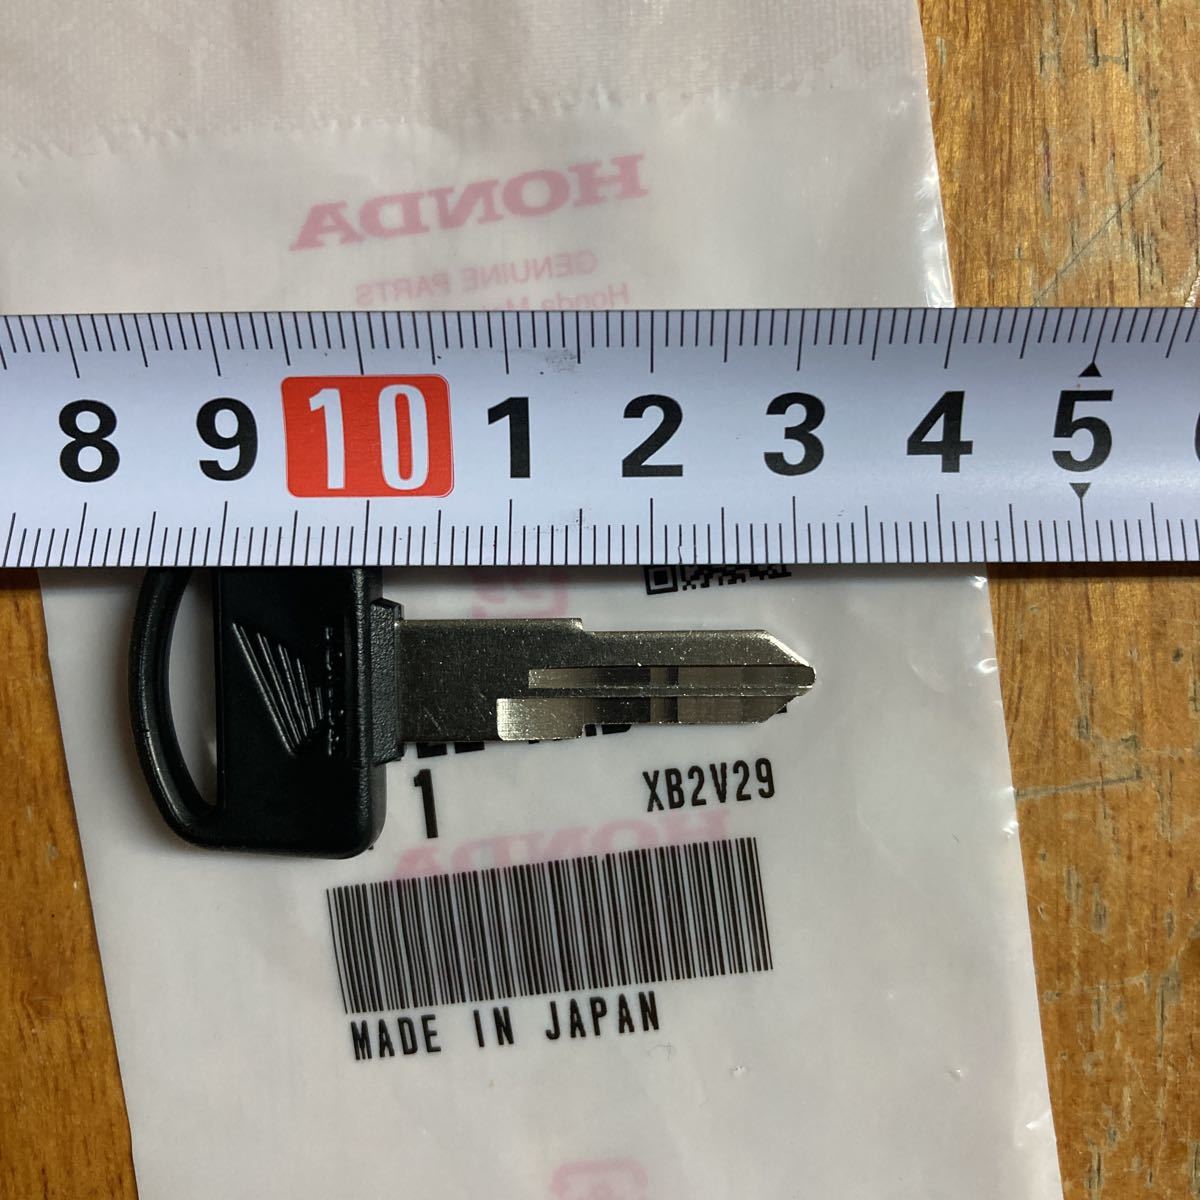 HONDA
GENUINE PARTS
8 9 10 1 2 3 4 5
1 XB2V29
HONDA
MADE IN JAPAN